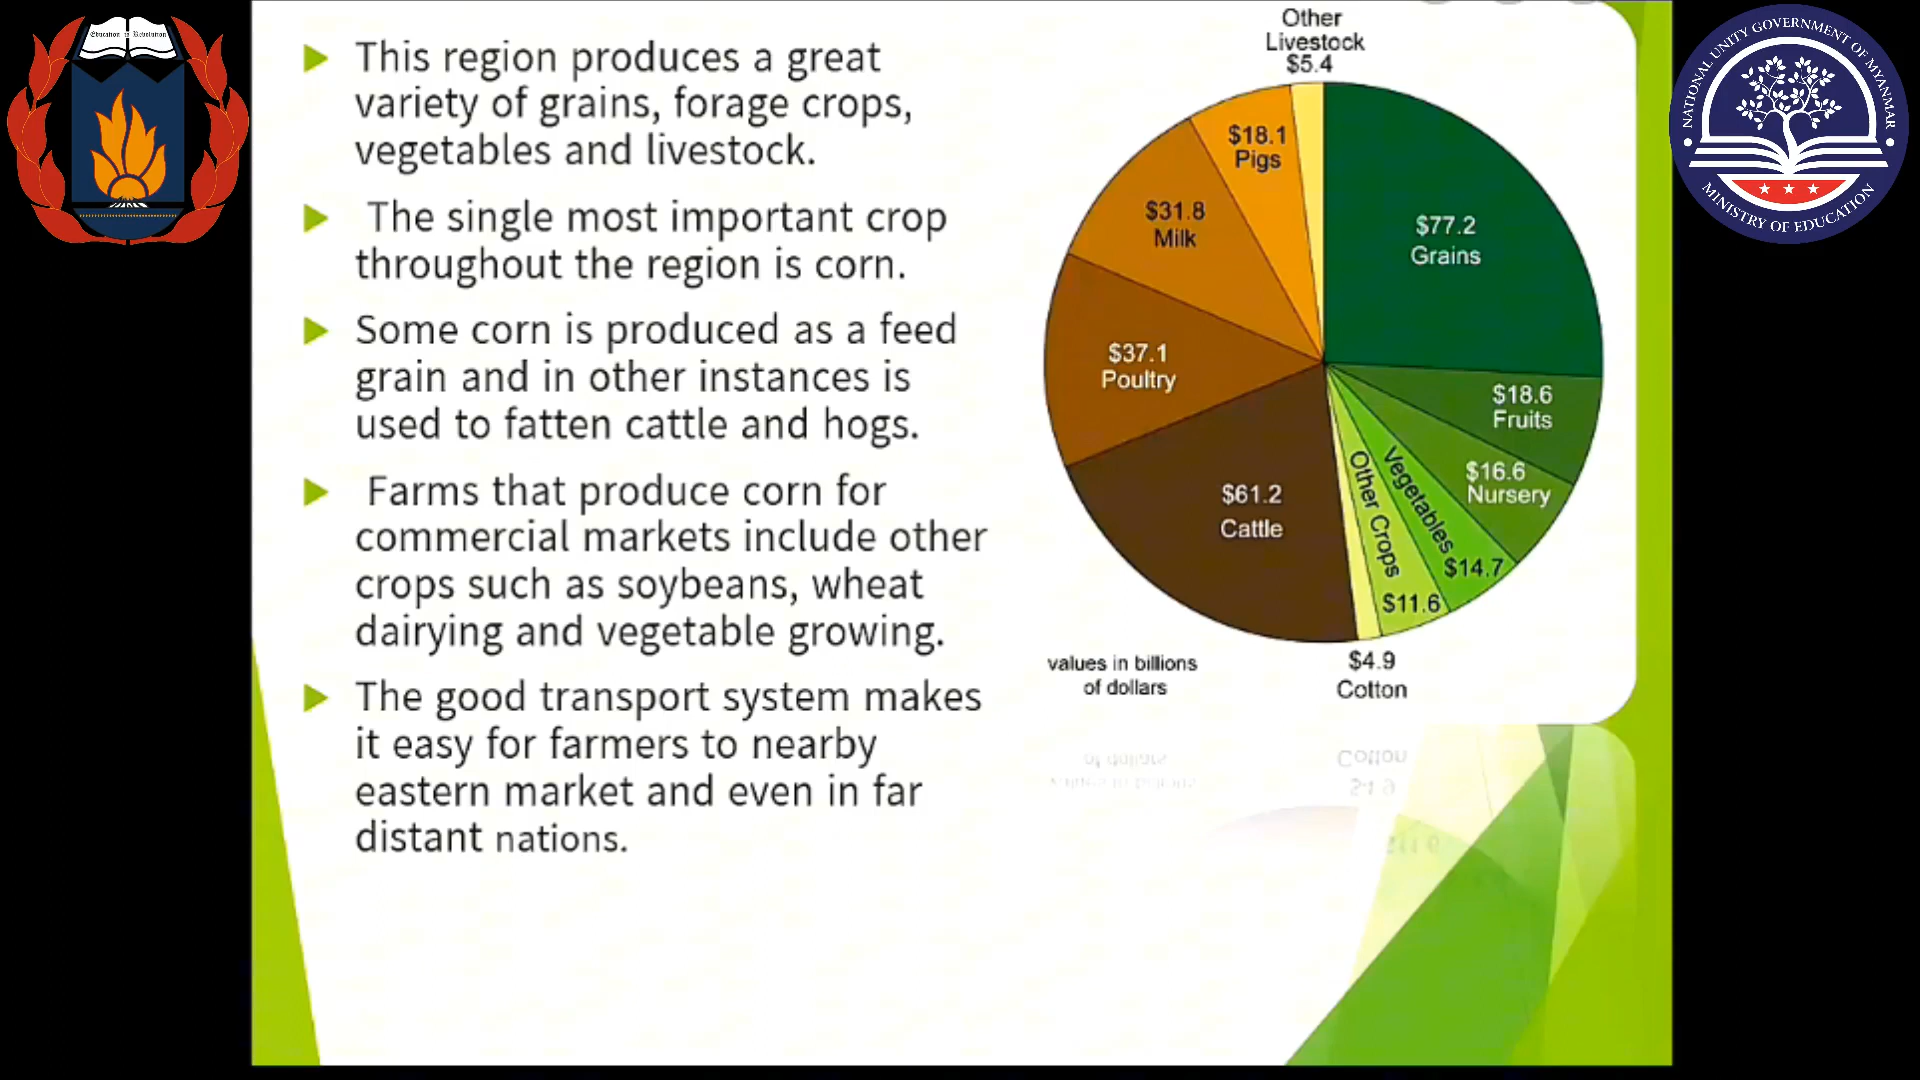 Education in Revolution
This region produces a great
variety of grains, forage crops,
vegetables and livestock.
The single most important crop
throughout the region is corn.
Some corn is produced as a feed
grain and in other instances is
used to fatten cattle and hogs.
Farms that produce corn for
commercial markets include other
crops such as soybeans, wheat
dairying and vegetable growing.
The good transport system makes
it easy for farmers to nearby
eastern market and even in far
distant nations.
Other
Livestock
$5.4
$18.1
Pigs
$31.8
Milk
$77.2
Grains
$37.1
Poultry
$18.6
Fruits
$16.6
Nursery
Vegetables
$14.7
Other Crops
$11.6
$61.2
Cattle
$4.9
Cotton
values in billions
of dollars
NATIONAL UNITY GOVERNMENT OF MYANMAR
MINISTRY OF EDUCATION